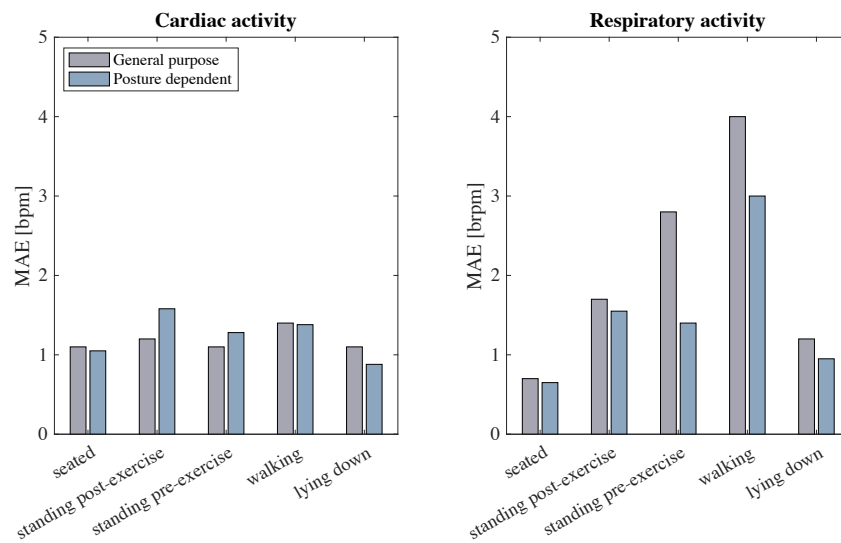 Cardiac activity
5
4
3
2
1
0
MAE [bpm]
General purpose
Posture dependent
seated
standing post-exercise
standing pre-exercise
walking
lying down
Respiratory activity
5
4
3
2
1
0
MAE [brpm]
seated
standing post-exercise
standing pre-exercise
walking
lying down